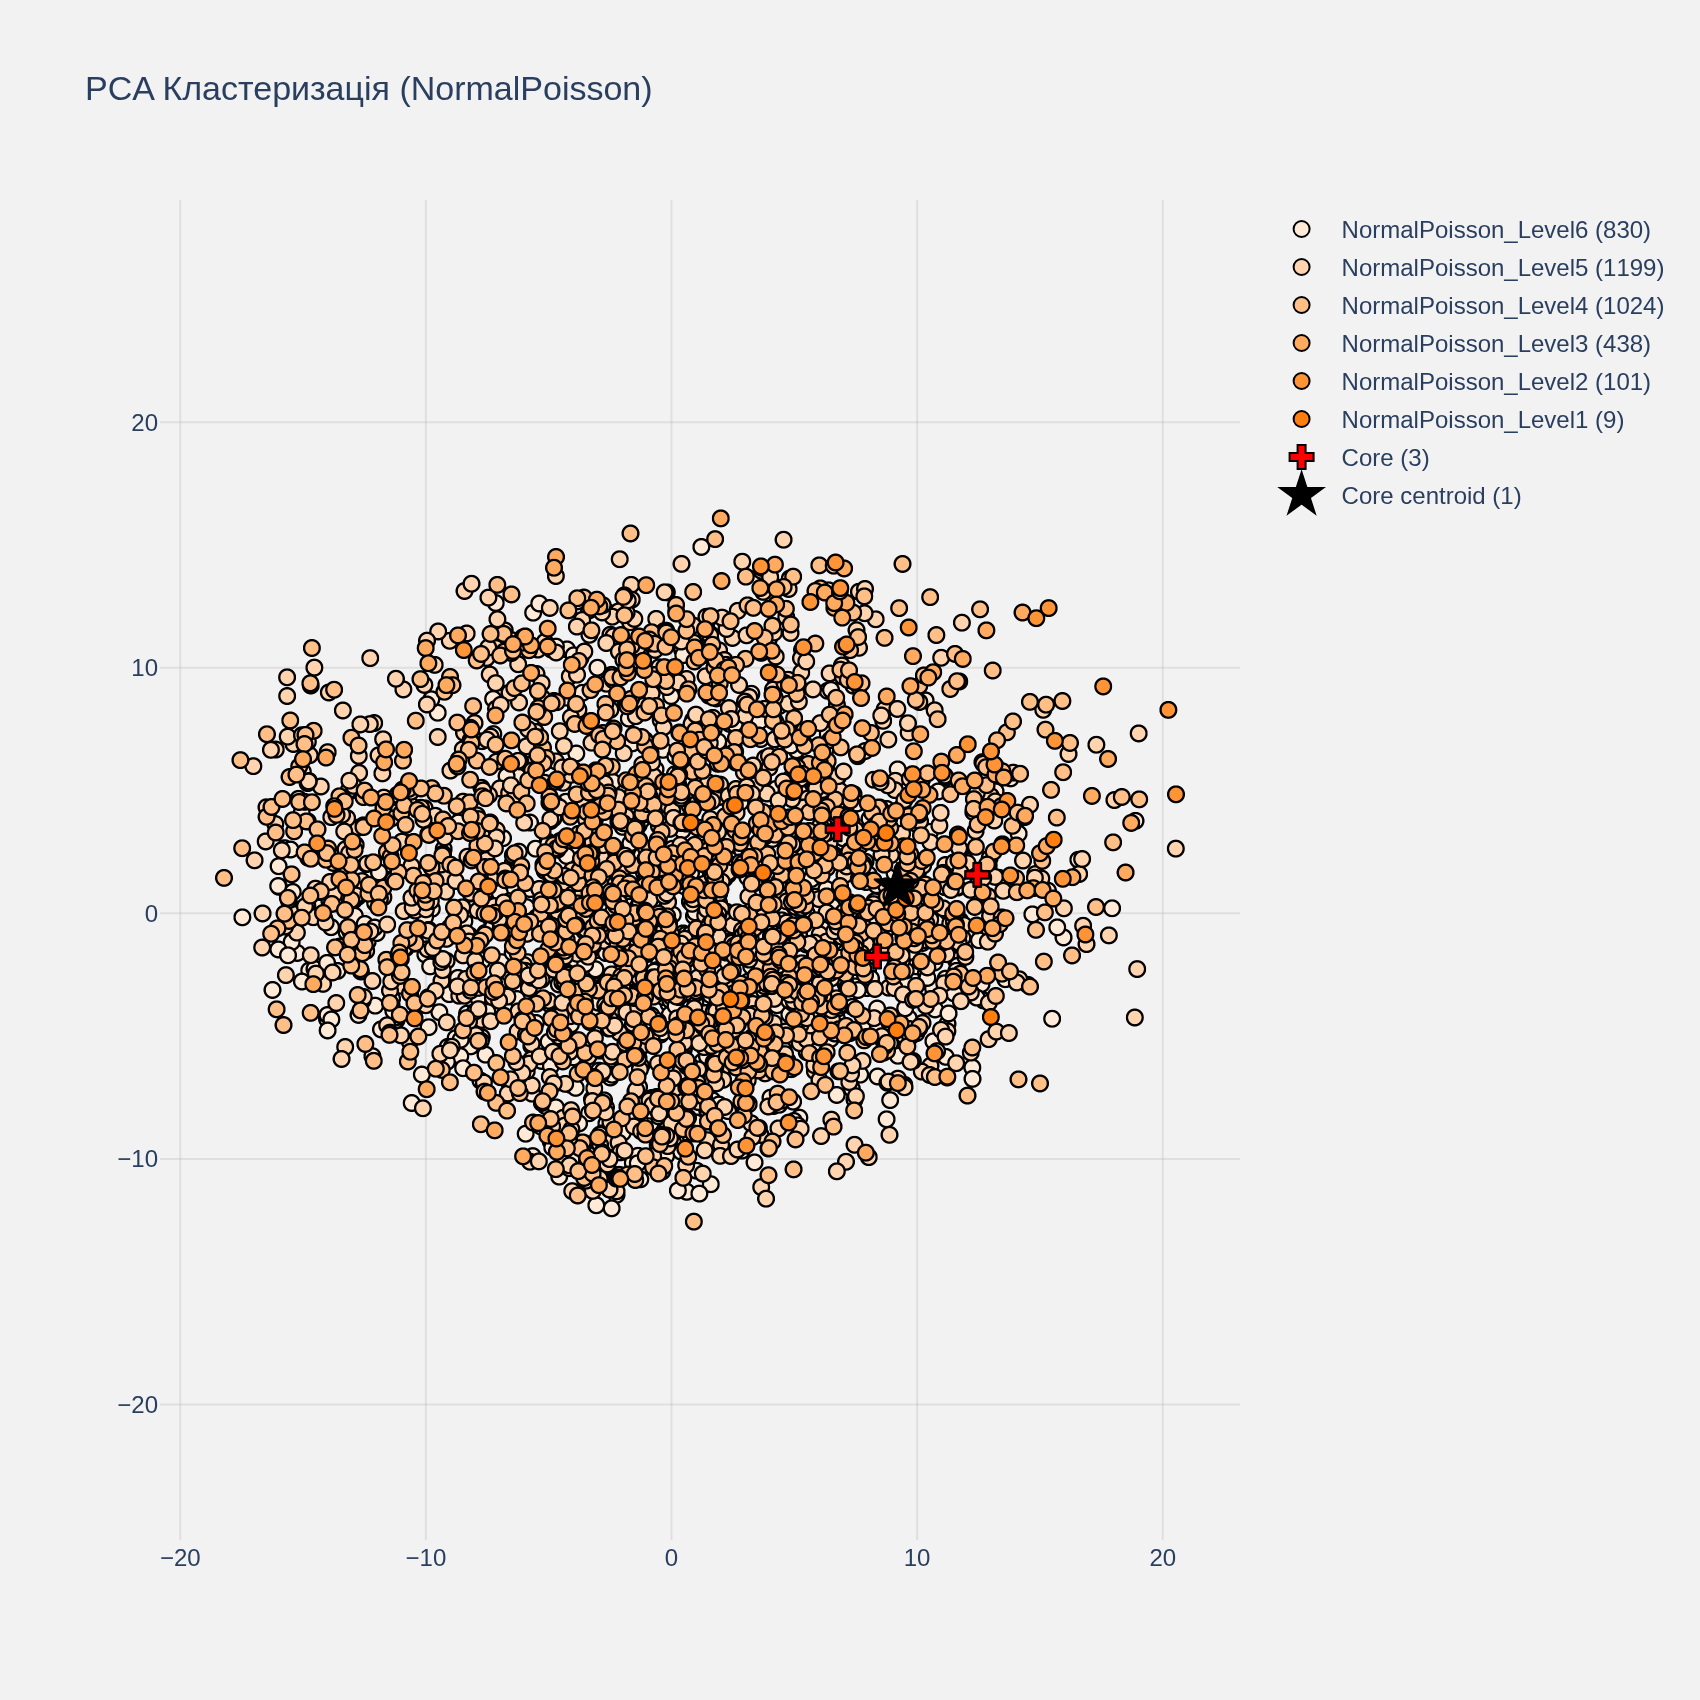 PCA Кластеризація (NormalPoisson)
NormalPoisson_Level6 (830)
NormalPoisson_Level5 (1199)
NormalPoisson_Level4 (1024)
NormalPoisson_Level3 (438)
NormalPoisson_Level2 (101)
NormalPoisson_Level1 (9)
Core (3)
Core centroid (1)
20
10
0
−10
−20
−20
−10
0
10
20